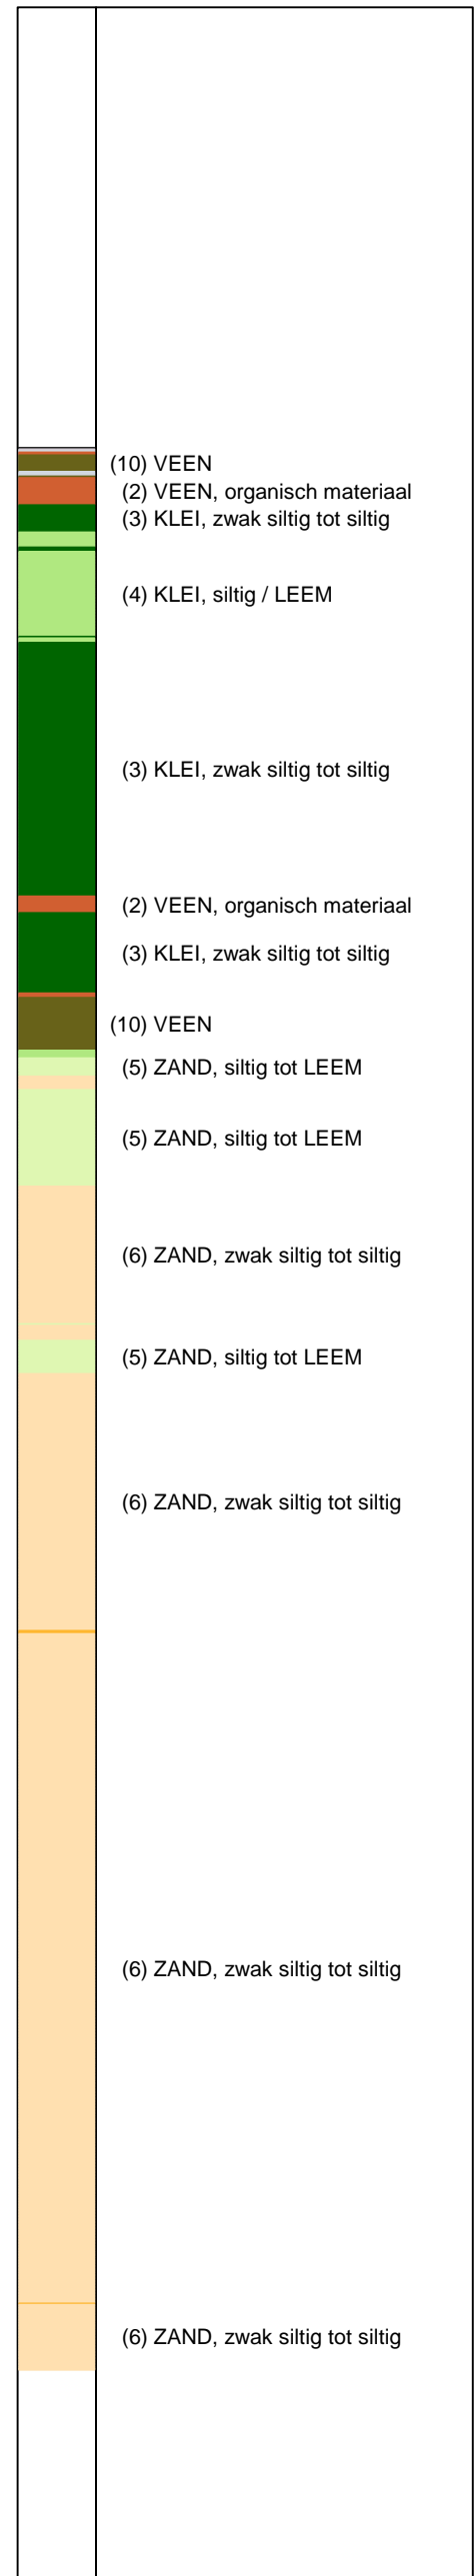 (10) VEEN
(2) VEEN, organisch materiaal
(3) KLEI, zwak siltig tot siltig
(4) KLEI, siltig / LEEM
(3) KLEI, zwak siltig tot siltig
(2) VEEN, organisch materiaal
(3) KLEI, zwak siltig tot siltig
(10) VEEN
(5) ZAND, siltig tot LEEM
(5) ZAND, siltig tot LEEM
(6) ZAND, zwak siltig tot siltig
(5) ZAND, siltig tot LEEM
(6) ZAND, zwak siltig tot siltig
(6) ZAND, zwak siltig tot siltig
(6) ZAND, zwak siltig tot siltig